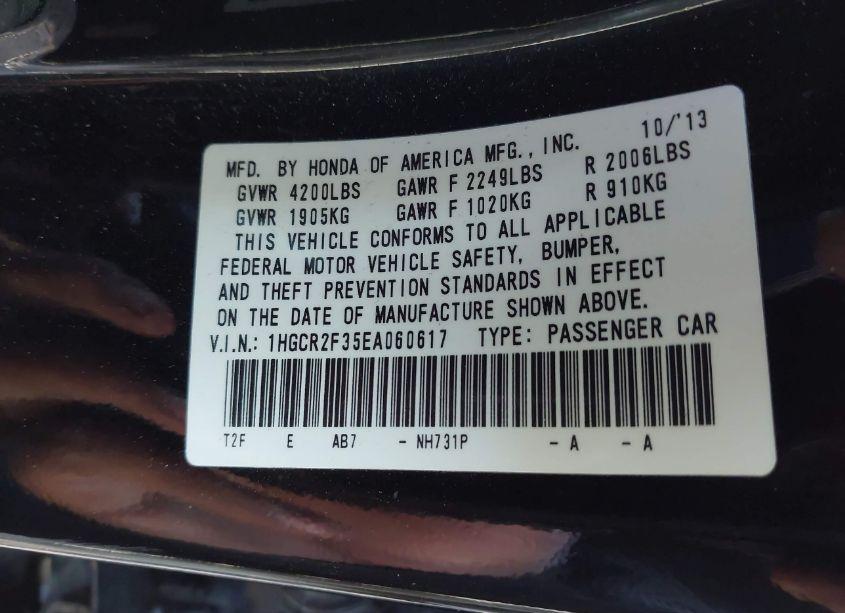 MFD. BY HONDA OF AMERICA MFG., INC. 10/'13
GVWR 4200LBS GAWR F 2249LBS R 2006LBS
GVWR 1905KG GAWR F 1020KG R 910KG
THIS VEHICLE CONFORMS TO ALL APPLICABLE
FEDERAL MOTOR VEHICLE SAFETY, BUMPER,
AND THEFT PREVENTION STANDARDS IN EFFECT
ON THE DATE OF MANUFACTURE SHOWN ABOVE.
V.I.N.: 1HGCR2F35EA060617 TYPE: PASSENGER CAR
T2F E AB7 - NH731P - A - A